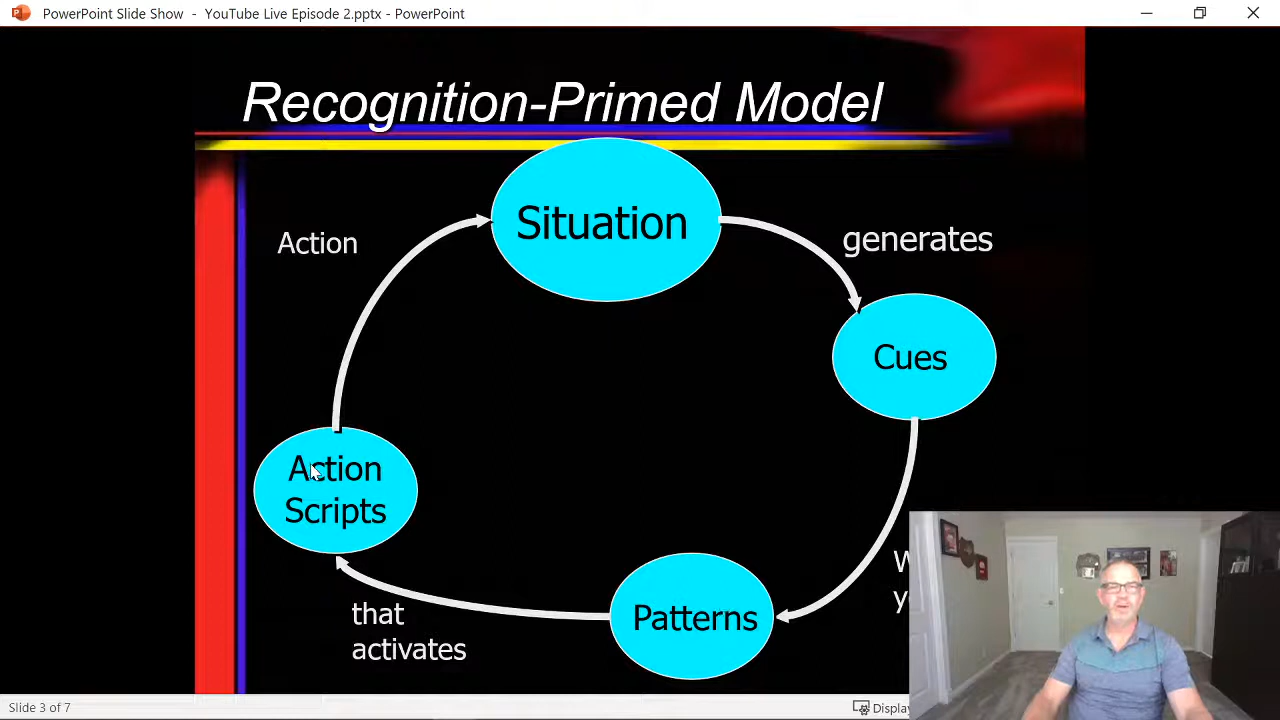 PowerPoint Slide Show - YouTube Live Episode 2.pptx - PowerPoint
Recognition-Primed Model
Situation
Action
generates
Cues
Action
Scripts
that
activates
Patterns
Slide 3 of 7
Display